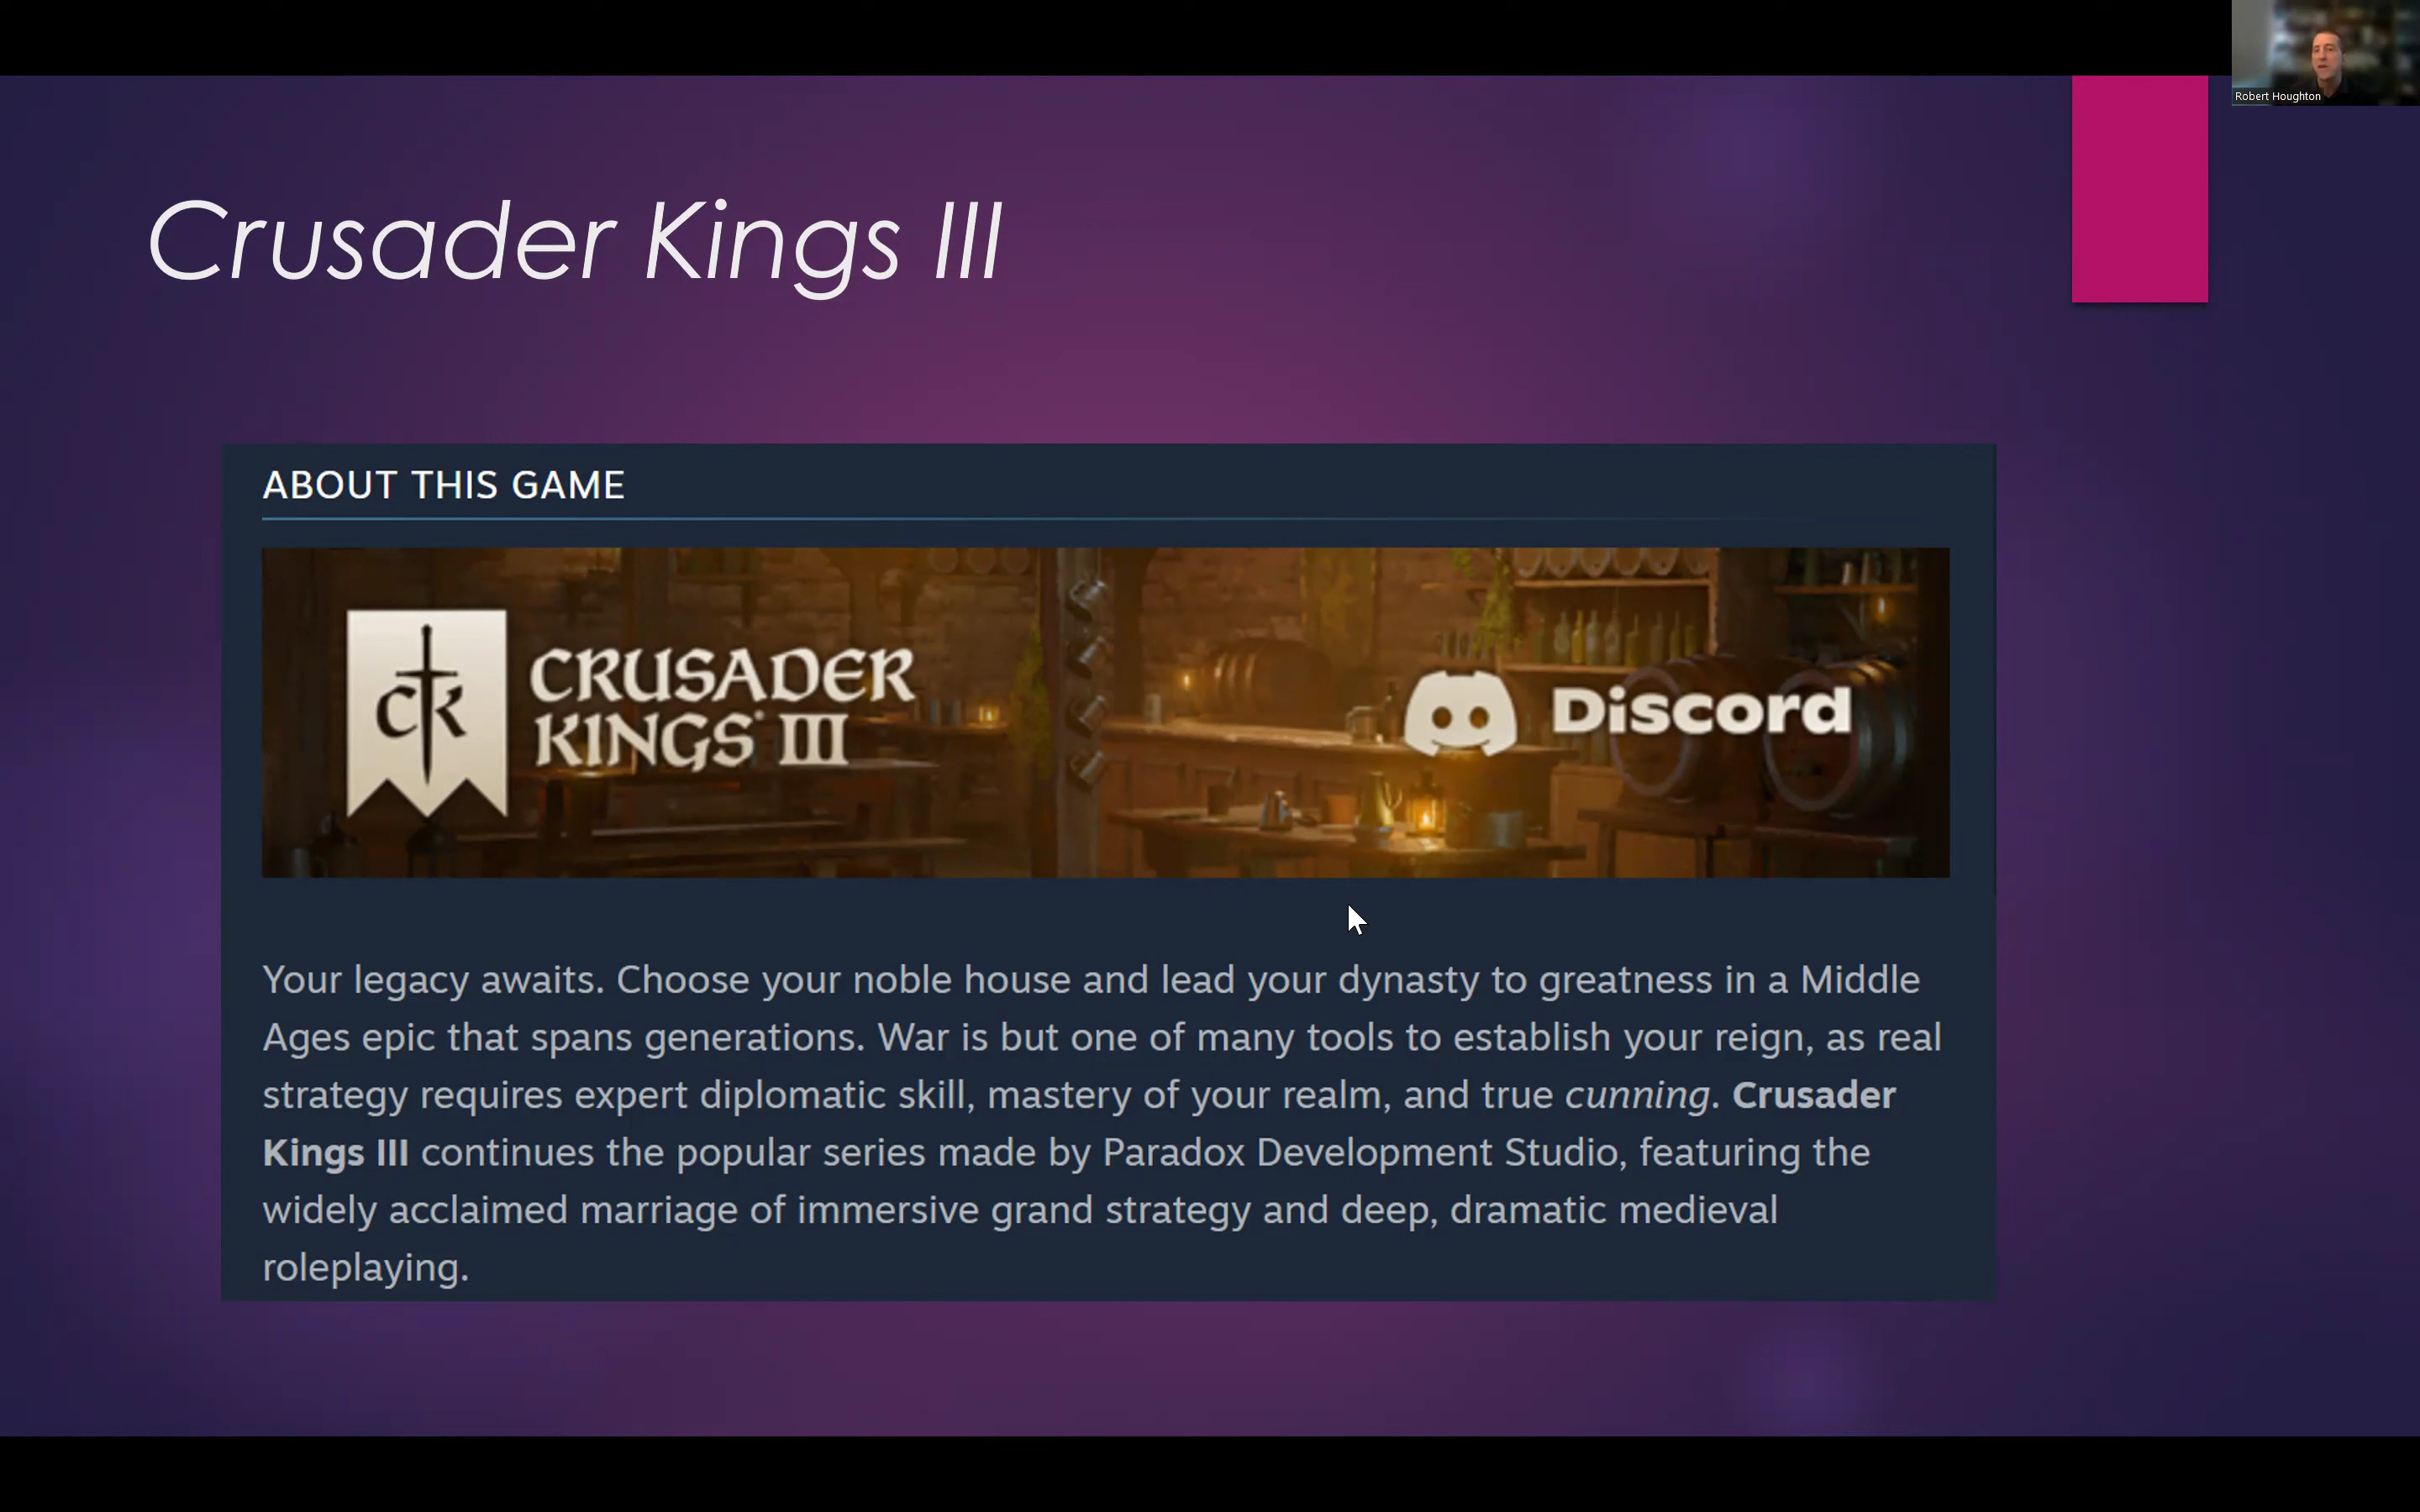 Robert Houghton
Crusader Kings III
ABOUT THIS GAME
CK
CRUSADER
KINGS III
Discord
Your legacy awaits. Choose your noble house and lead your dynasty to greatness in a Middle
Ages epic that spans generations. War is but one of many tools to establish your reign, as real
strategy requires expert diplomatic skill, mastery of your realm, and true cunning. Crusader
Kings III continues the popular series made by Paradox Development Studio, featuring the
widely acclaimed marriage of immersive grand strategy and deep, dramatic medieval
roleplaying.